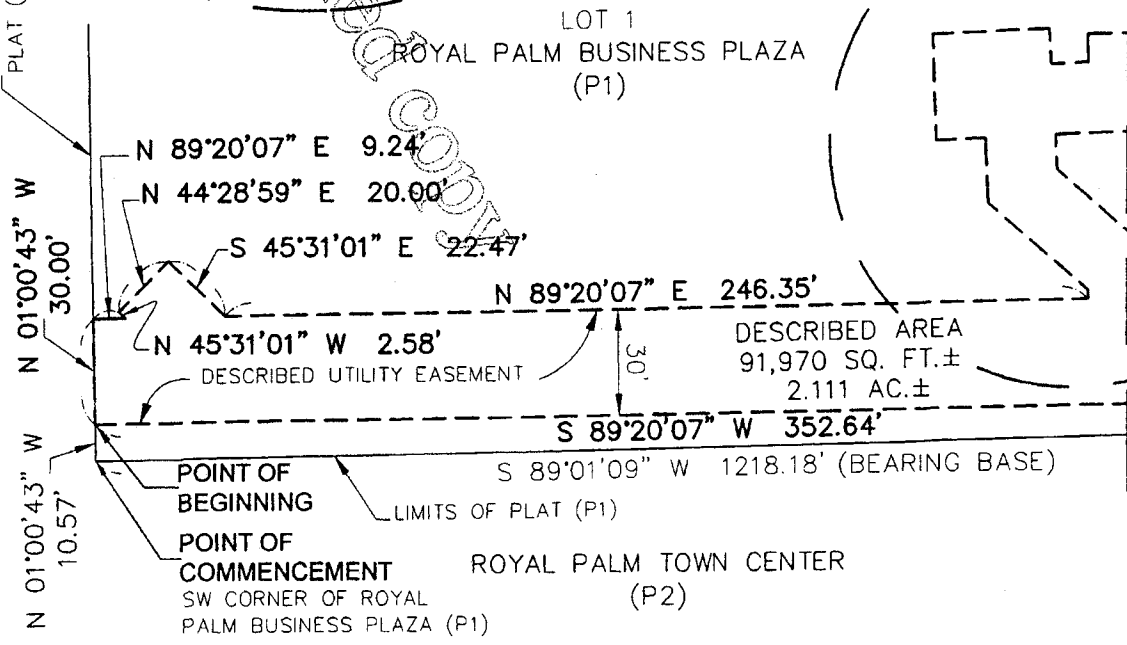 PLAT (
LOT 1
ROYAL PALM BUSINESS PLAZA
(P1)
N 89°20'07" E 9.24'
N 44°28'59" E 20.00'
S 45°31'01" E 22.47'
N 01°00'43" W
30.00'
N 89°20'07" E 246.35'
N 45°31'01" W 2.58'
DESCRIBED UTILITY EASEMENT
30'
DESCRIBED AREA
91,970 SQ. FT.±
2.111 AC.±
S 89°20'07" W 352.64'
S 89°01'09" W 1218.18' (BEARING BASE)
POINT OF
BEGINNING
LIMITS OF PLAT (P1)
N 01°00'43" W
10.57'
POINT OF
COMMENCEMENT
SW CORNER OF ROYAL
PALM BUSINESS PLAZA (P1)
ROYAL PALM TOWN CENTER
(P2)
ed copy